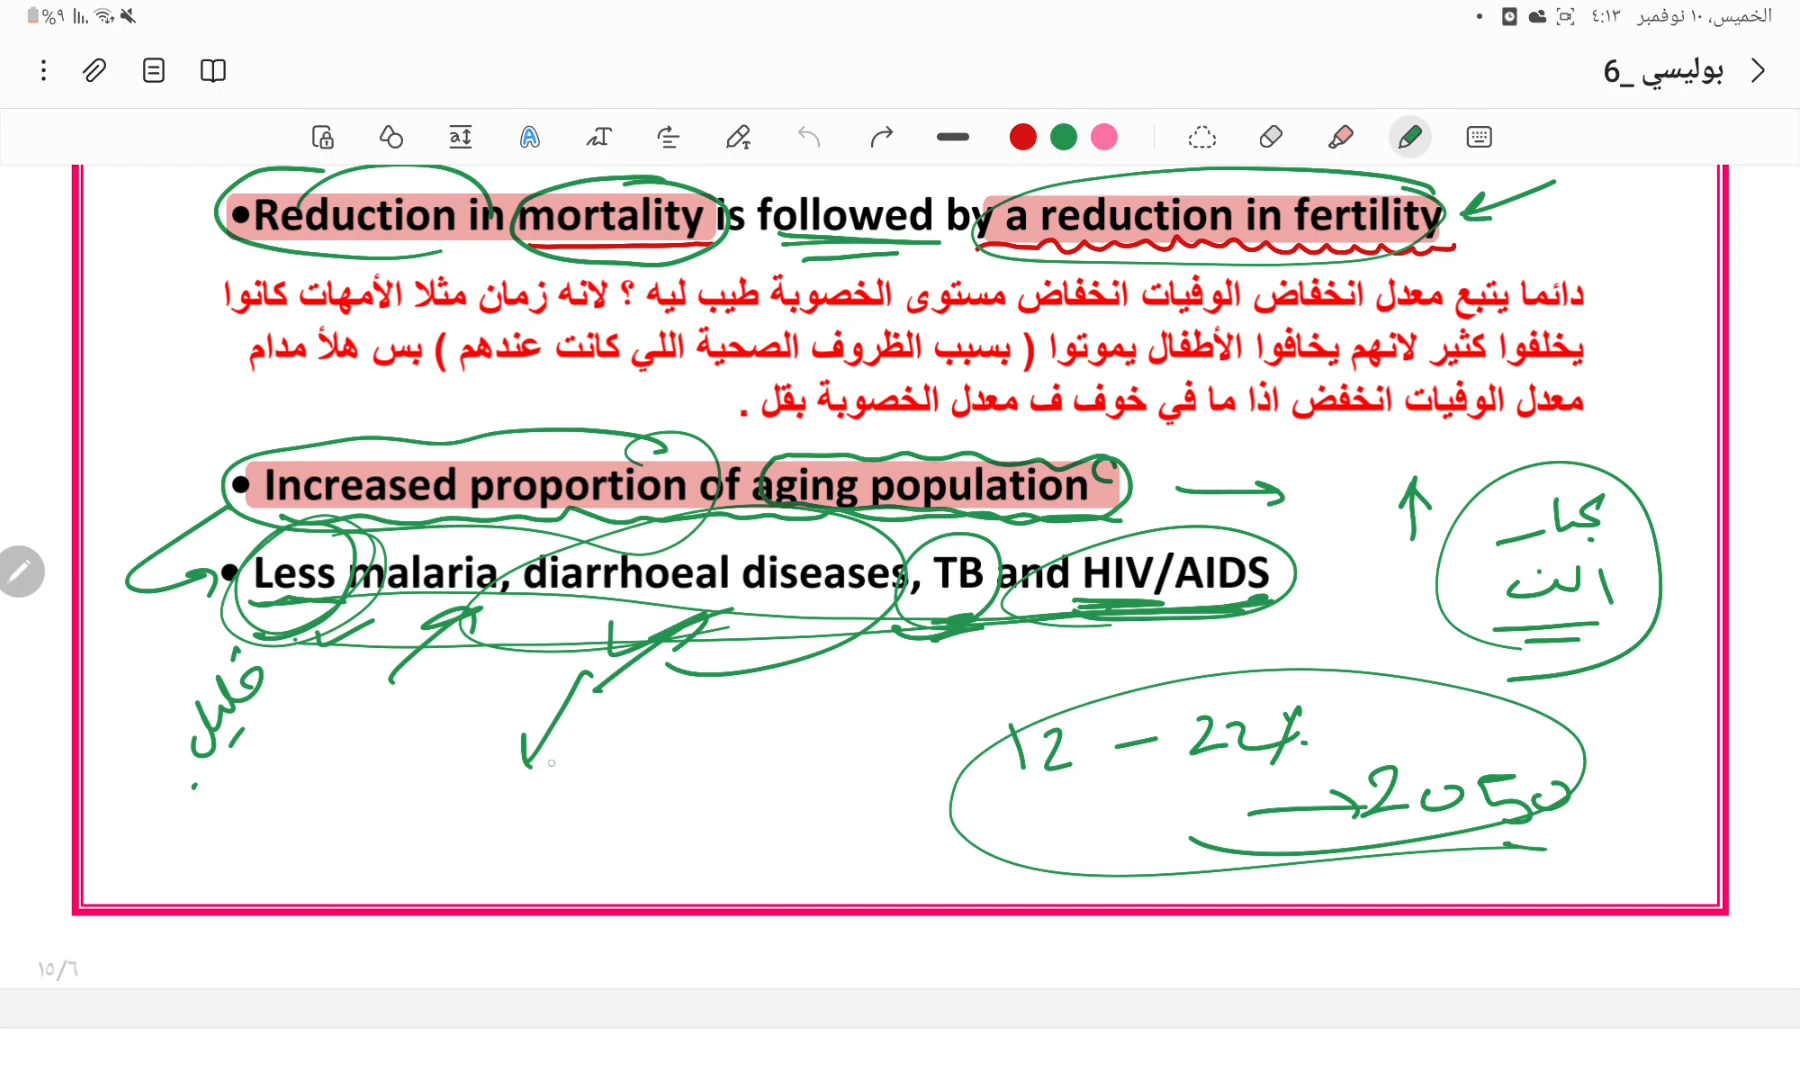 الخميس، ١٠ نوفمبر ٤:١٣
%٩
بوليسي _6
•Reduction in mortality is followed by a reduction in fertility
دائما يتبع معدل انخفاض الوفيات انخفاض مستوى الخصوبة طيب ليه ؟ لانه زمان مثلا الأمهات كانوا
يخلفوا كثير لانهم يخافوا الأطفال يموتوا ( بسبب الظروف الصحية اللي كانت عندهم ) بس هلأ مدام
معدل الوفيات انخفض اذا ما في خوف ف معدل الخصوبة بقل .
• Increased proportion of aging population
• Less malaria, diarrhoeal diseases, TB and HIV/AIDS
قليل
12 – 22%
→ 2050
١٥/٦